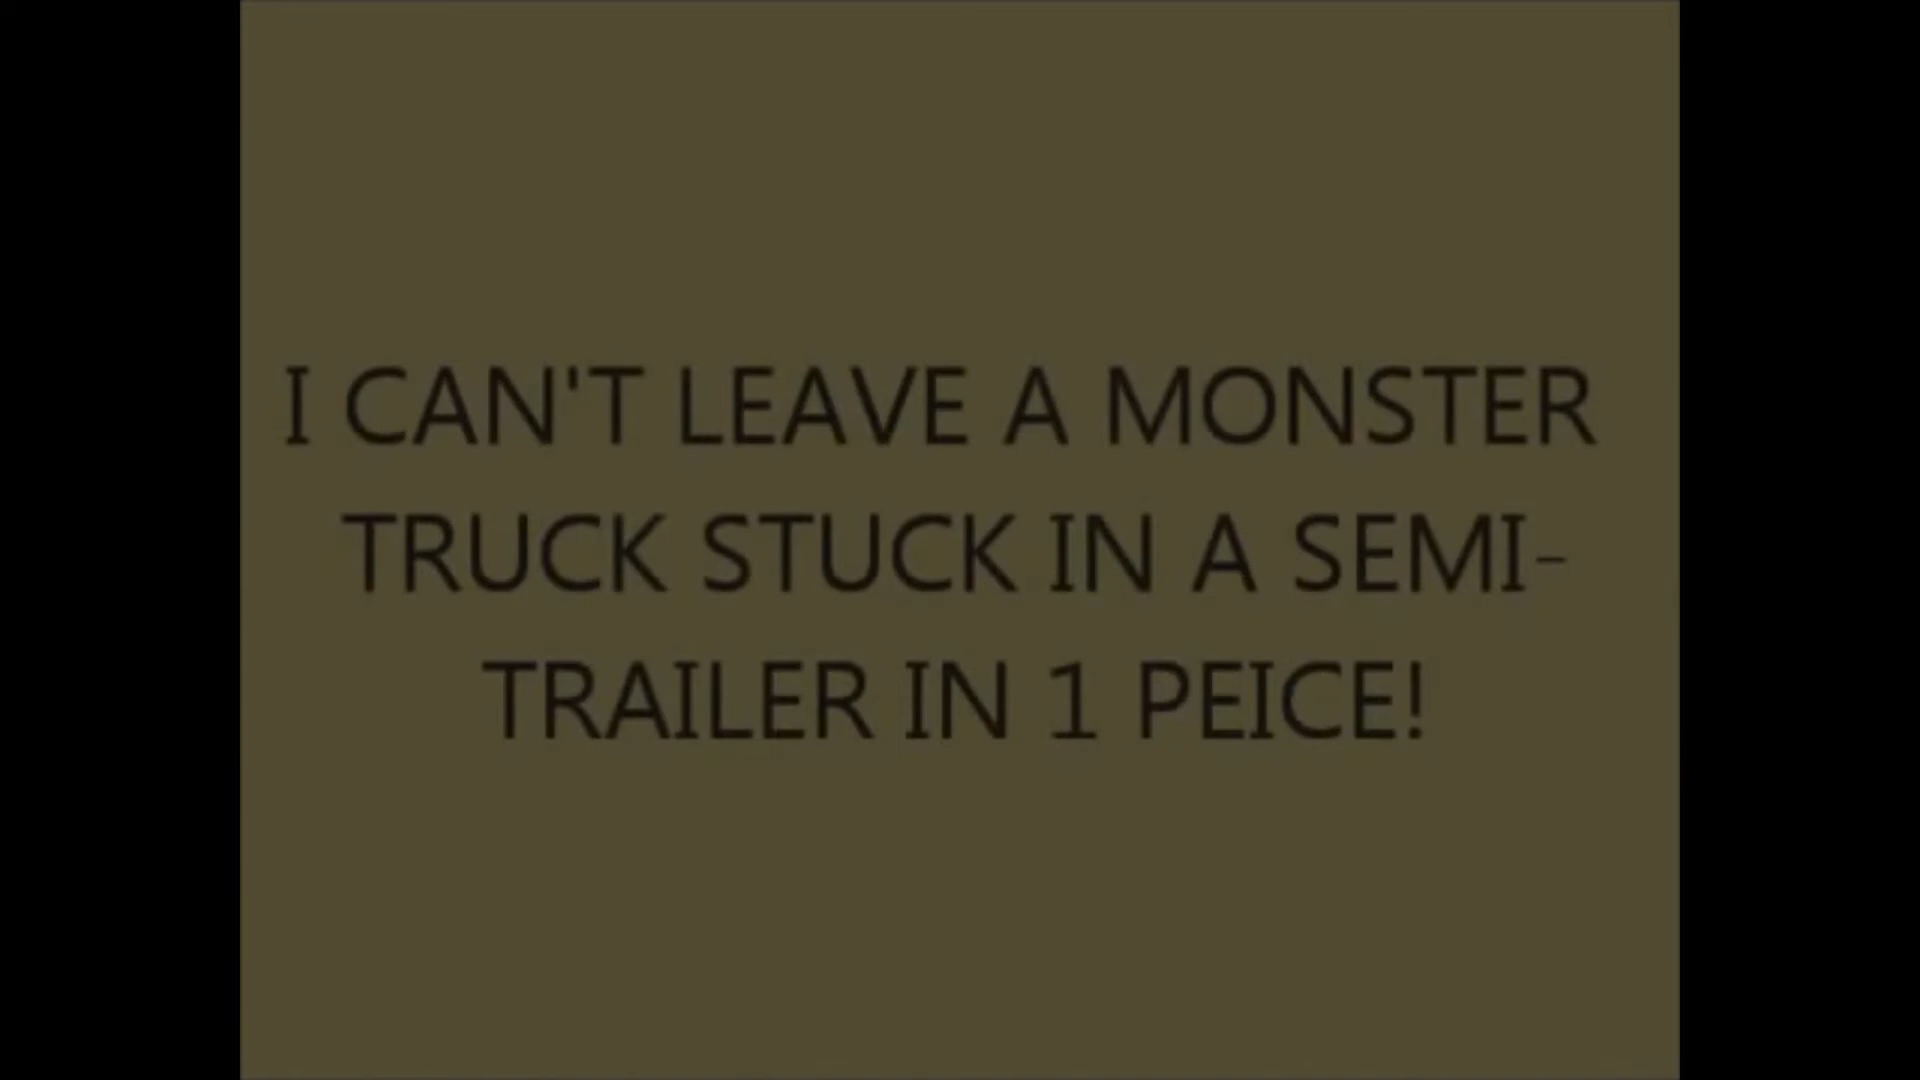 I CAN'T LEAVE A MONSTER
TRUCK STUCK IN A SEMI-
TRAILER IN 1 PEICE!